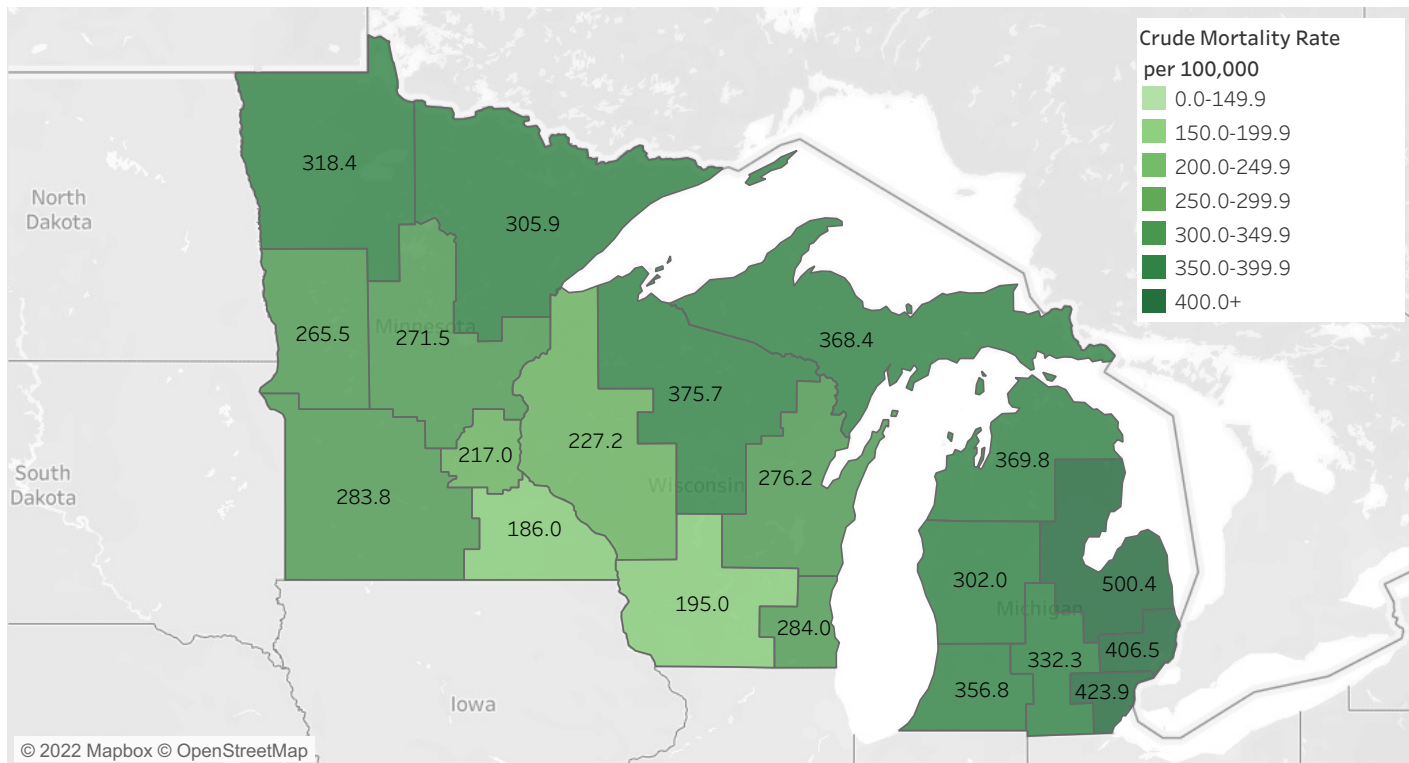 Crude Mortality Rate
per 100,000
0.0-149.9
150.0-199.9
200.0-249.9
250.0-299.9
300.0-349.9
350.0-399.9
400.0+
318.4
North
Dakota
305.9
265.5
Minnesota
271.5
368.4
375.7
227.2
217.0
276.2
369.8
South
Dakota
283.8
Wisconsin
186.0
302.0
500.4
195.0
Michigan
284.0
332.3
406.5
356.8
423.9
Iowa
© 2022 Mapbox © OpenStreetMap